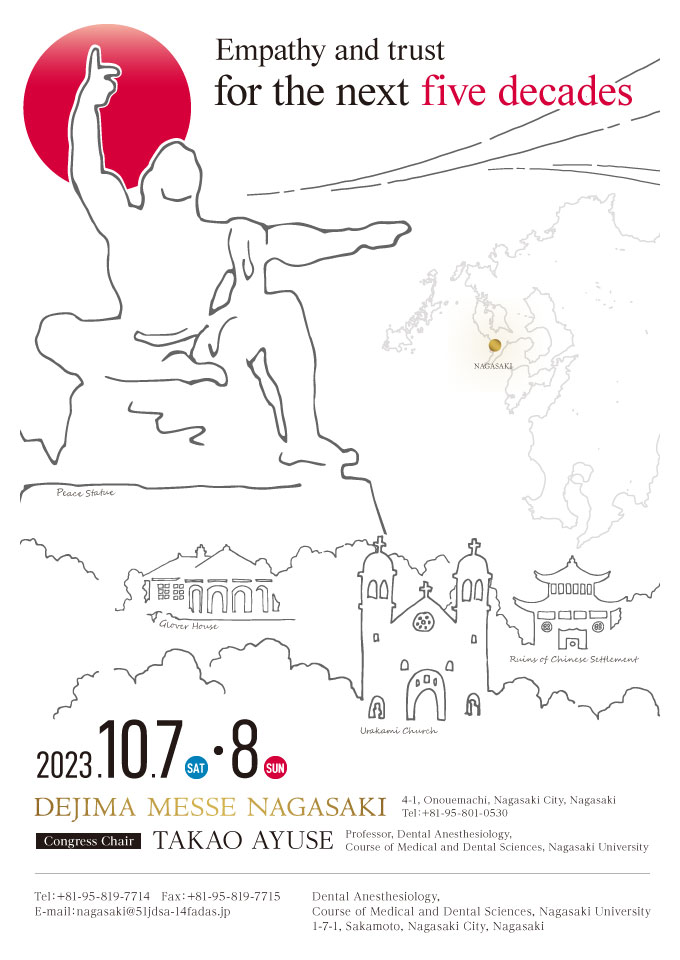 Empathy and trust
for the next five decades
NAGASAKI
Peace Statue
Glover House
Ruins of Chinese Settlement
Urakami Church
2023.10.7 SAT・8 SUN
DEJIMA MESSE NAGASAKI
4-1, Onouemachi, Nagasaki City, Nagasaki
Tel:+81-95-801-0530
Congress Chair TAKAO AYUSE
Professor, Dental Anesthesiology,
Course of Medical and Dental Sciences, Nagasaki University
Tel:+81-95-819-7714 Fax:+81-95-819-7715
E-mail:nagasaki@51jdsa-14fadas.jp
Dental Anesthesiology,
Course of Medical and Dental Sciences, Nagasaki University
1-7-1, Sakamoto, Nagasaki City, Nagasaki